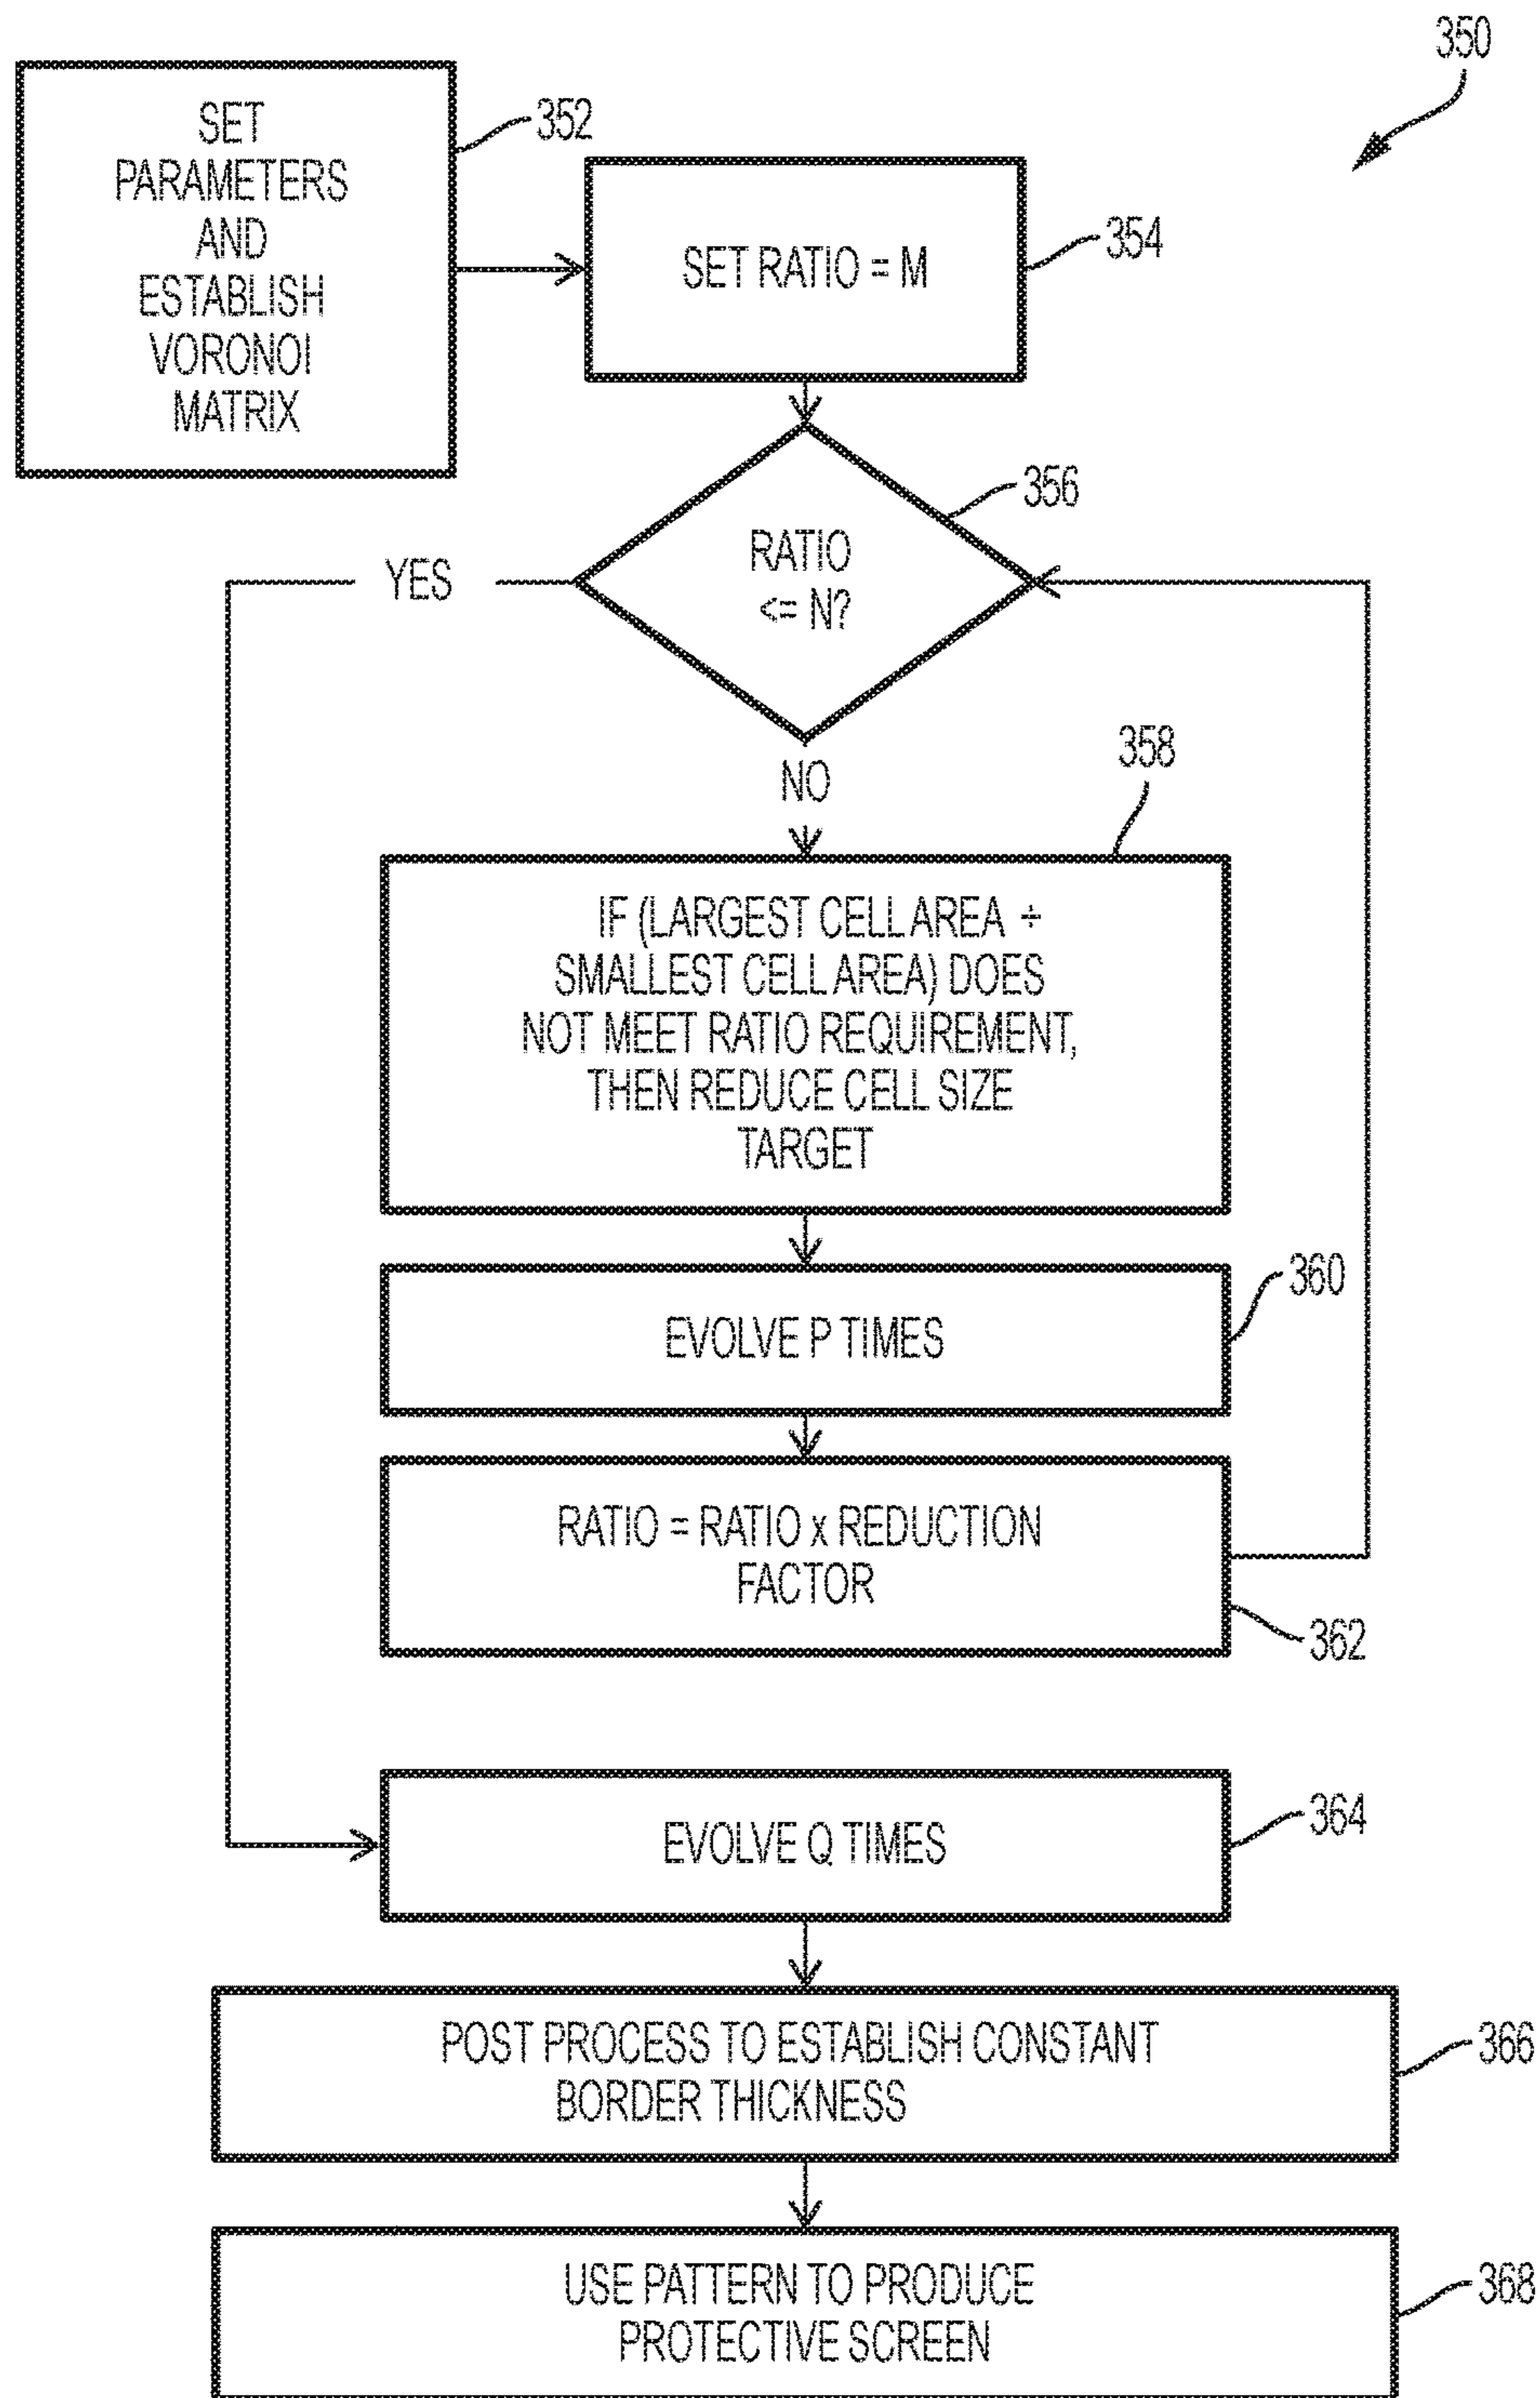 350
SET
PARAMETERS
AND
ESTABLISH
VORONOI
MATRIX
352
SET RATIO = M
354
RATIO
<= N?
356
YES
NO
358
IF (LARGEST CELL AREA ÷
SMALLEST CELL AREA) DOES
NOT MEET RATIO REQUIREMENT,
THEN REDUCE CELL SIZE
TARGET
EVOLVE P TIMES
360
RATIO = RATIO x REDUCTION
FACTOR
362
EVOLVE Q TIMES
364
POST PROCESS TO ESTABLISH CONSTANT
BORDER THICKNESS
366
USE PATTERN TO PRODUCE
PROTECTIVE SCREEN
368